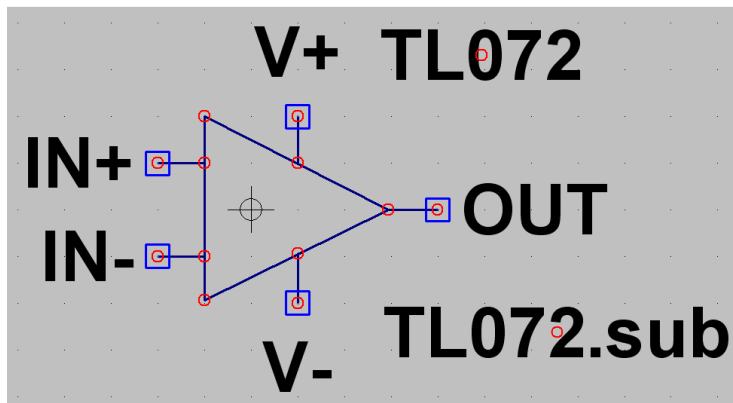 V+ TL072
IN+
IN-
OUT
V-
TL072.sub